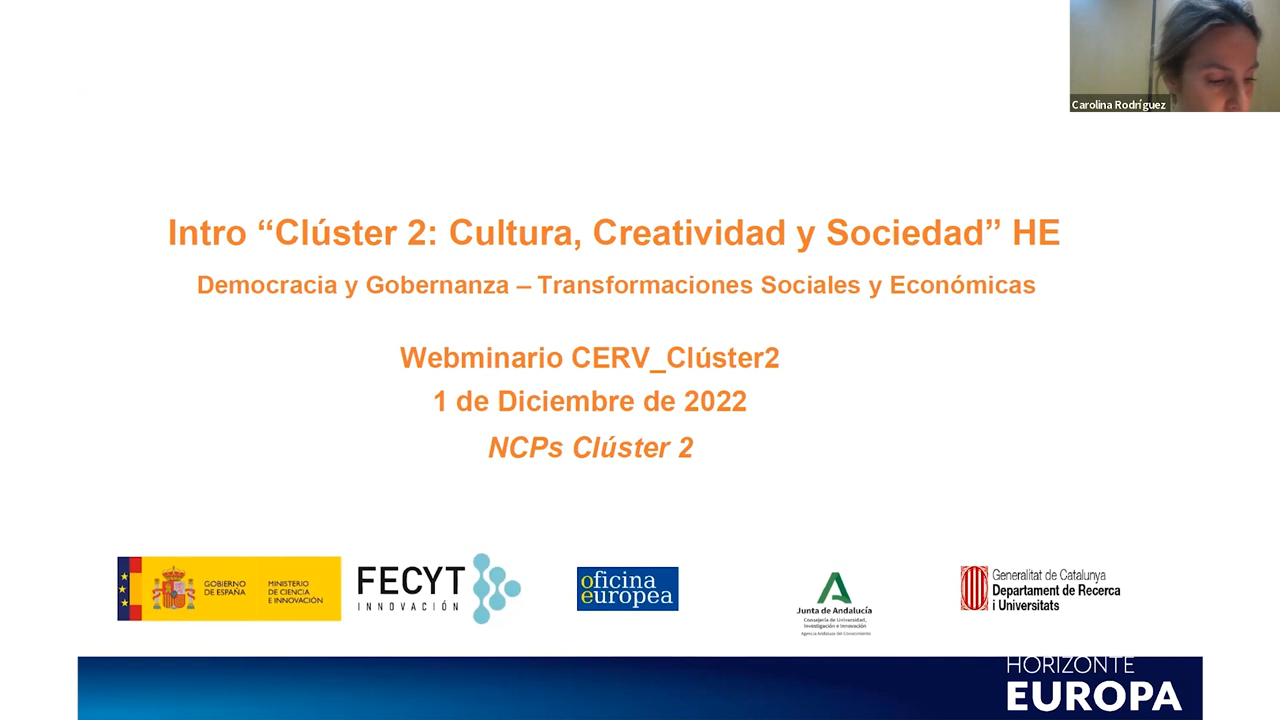 Carolina Rodríguez
Intro “Clúster 2: Cultura, Creatividad y Sociedad” HE
Democracia y Gobernanza – Transformaciones Sociales y Económicas
Webminario CERV_Clúster2
1 de Diciembre de 2022
NCPs Clúster 2
GOBIERNO
DE ESPAÑA
MINISTERIO
DE CIENCIA
E INNOVACIÓN
FECYT
INNOVACIÓN
oficina
europea
Junta de Andalucía
Consejería de Universidad,
Investigación e Innovación
Agencia Andaluza del Conocimiento
Generalitat de Catalunya
Departament de Recerca
i Universitats
HORIZONTE
EUROPA